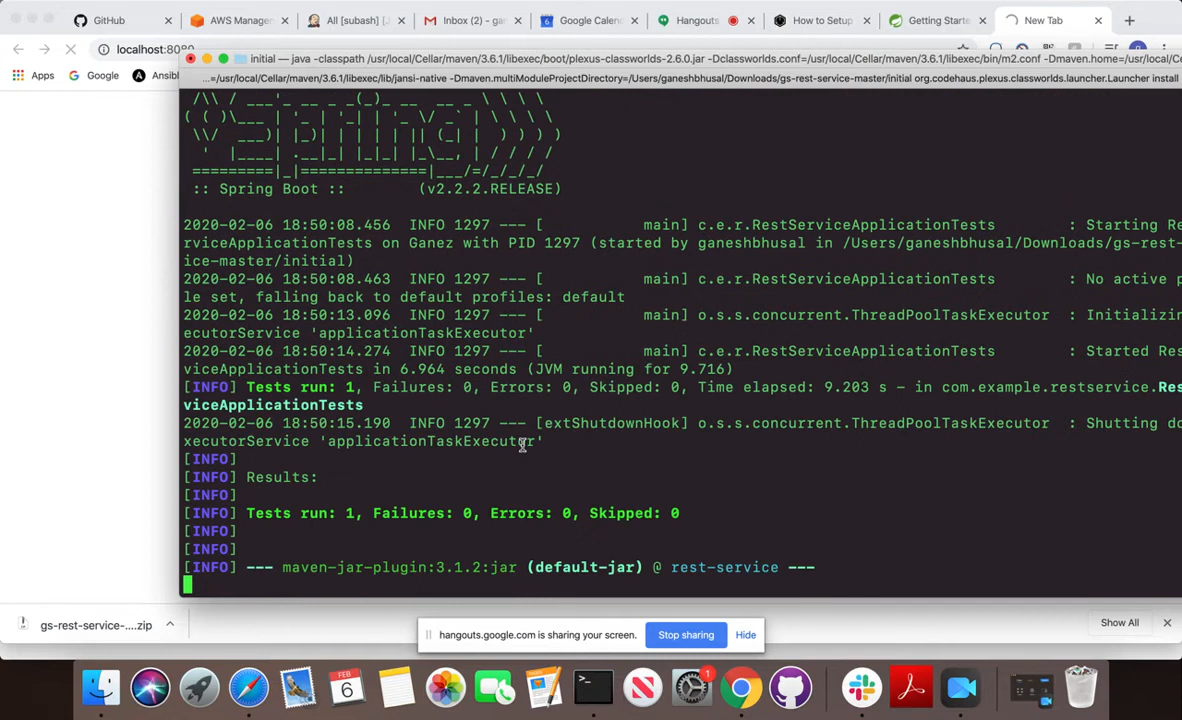 GitHub
AWS Manage
All [subash] [J
Inbox (2) - gan
6
Google Calen
Hangouts
How to Setup
Getting Starte
New Tab
localhost:8080
Apps
Google
Ansibl
initial — java -classpath /usr/local/Cellar/maven/3.6.1/libexec/boot/plexus-classworlds-2.6.0.jar -Dclassworlds.conf=/usr/local/Cellar/maven/3.6.1/libexec/bin/m2.conf -Dmaven.home=/usr/local/Ce
...=/usr/local/Cellar/maven/3.6.1/libexec/lib/jansi-native -Dmaven.multiModuleProjectDirectory=/Users/ganeshbhusal/Downloads/gs-rest-service-master/initial org.codehaus.plexus.classworlds.launcher.Launcher install
:: Spring Boot :: (v2.2.2.RELEASE)
2020-02-06 18:50:08.456 INFO 1297 --- [ main] c.e.r.RestServiceApplicationTests : Starting Re
rviceApplicationTests on Ganez with PID 1297 (started by ganeshbhusal in /Users/ganeshbhusal/Downloads/gs-rest-
ice-master/initial)
2020-02-06 18:50:08.463 INFO 1297 --- [ main] c.e.r.RestServiceApplicationTests : No active p
le set, falling back to default profiles: default
2020-02-06 18:50:13.096 INFO 1297 --- [ main] o.s.s.concurrent.ThreadPoolTaskExecutor : Initializin
ecutorService 'applicationTaskExecutor'
2020-02-06 18:50:14.274 INFO 1297 --- [ main] c.e.r.RestServiceApplicationTests : Started Res
viceApplicationTests in 6.964 seconds (JVM running for 9.716)
[INFO] Tests run: 1, Failures: 0, Errors: 0, Skipped: 0, Time elapsed: 9.203 s - in com.example.restservice.Res
viceApplicationTests
2020-02-06 18:50:15.190 INFO 1297 --- [extShutdownHook] o.s.s.concurrent.ThreadPoolTaskExecutor : Shutting do
xecutorService 'applicationTaskExecutor'
[INFO]
[INFO] Results:
[INFO]
[INFO] Tests run: 1, Failures: 0, Errors: 0, Skipped: 0
[INFO]
[INFO]
[INFO] --- maven-jar-plugin:3.1.2:jar (default-jar) @ rest-service ---
gs-rest-service-....zip
Show All
hangouts.google.com is sharing your screen.
Stop sharing
Hide
FEB
6
1